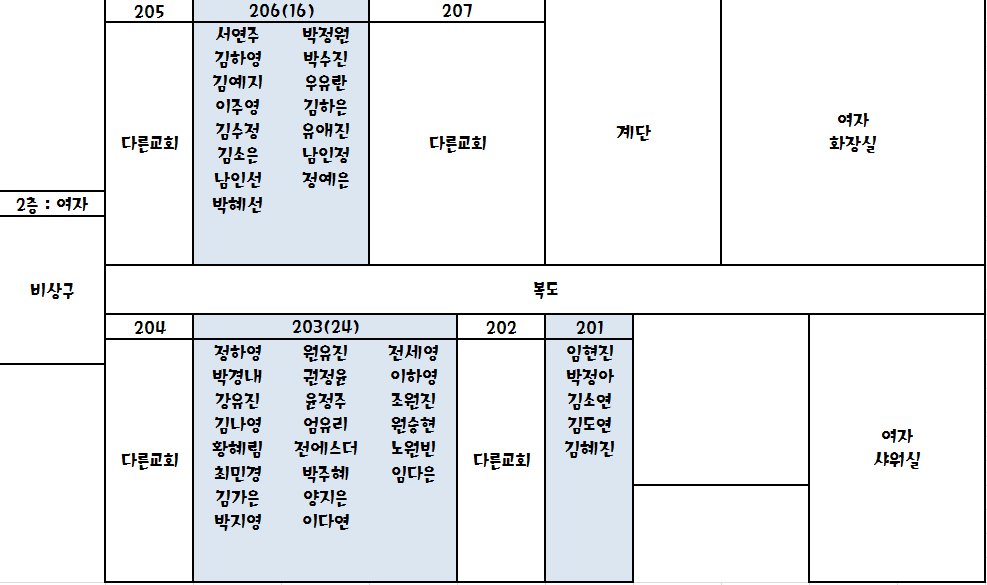 205
206(16)
207
서연주 박정원
김하영 박수진
김예지 우유란
이주영 김하은
김수정 유애진
김소은 남인정
남인선 정예은
박혜선
다른교회
다른교회
계단
여자
화장실
2층 : 여자
비상구
복도
204
203(24)
202
201
정하영 원유진 전세영
박경내 권정윤 이하영
강유진 윤정주 조원진
김나영 엄유리 원승현
황혜림 전에스더 노원빈
최민경 박주혜 임다은
김가은 양지은
박지영 이다연
다른교회
다른교회
임현진
박정아
김소연
김도연
김혜진
여자
샤워실